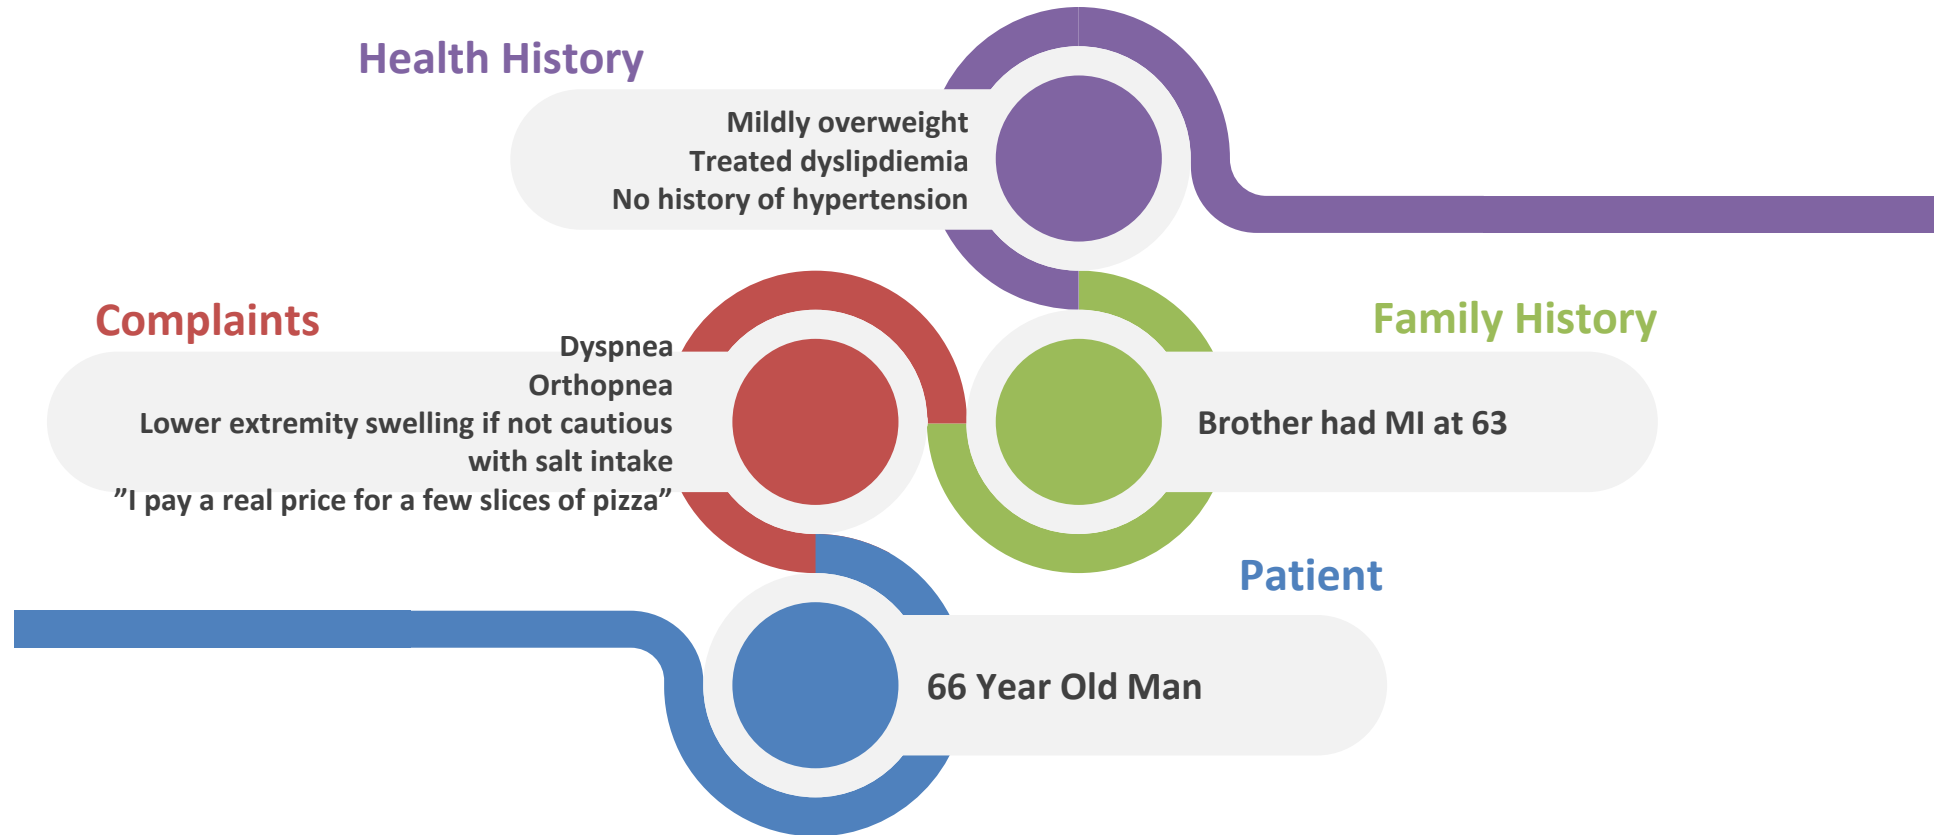 Health History
Mildly overweight
Treated dyslipdiemia
No history of hypertension
Complaints
Dyspnea
Orthopnea
Lower extremity swelling if not cautious
with salt intake
”I pay a real price for a few slices of pizza”
Family History
Brother had MI at 63
Patient
66 Year Old Man